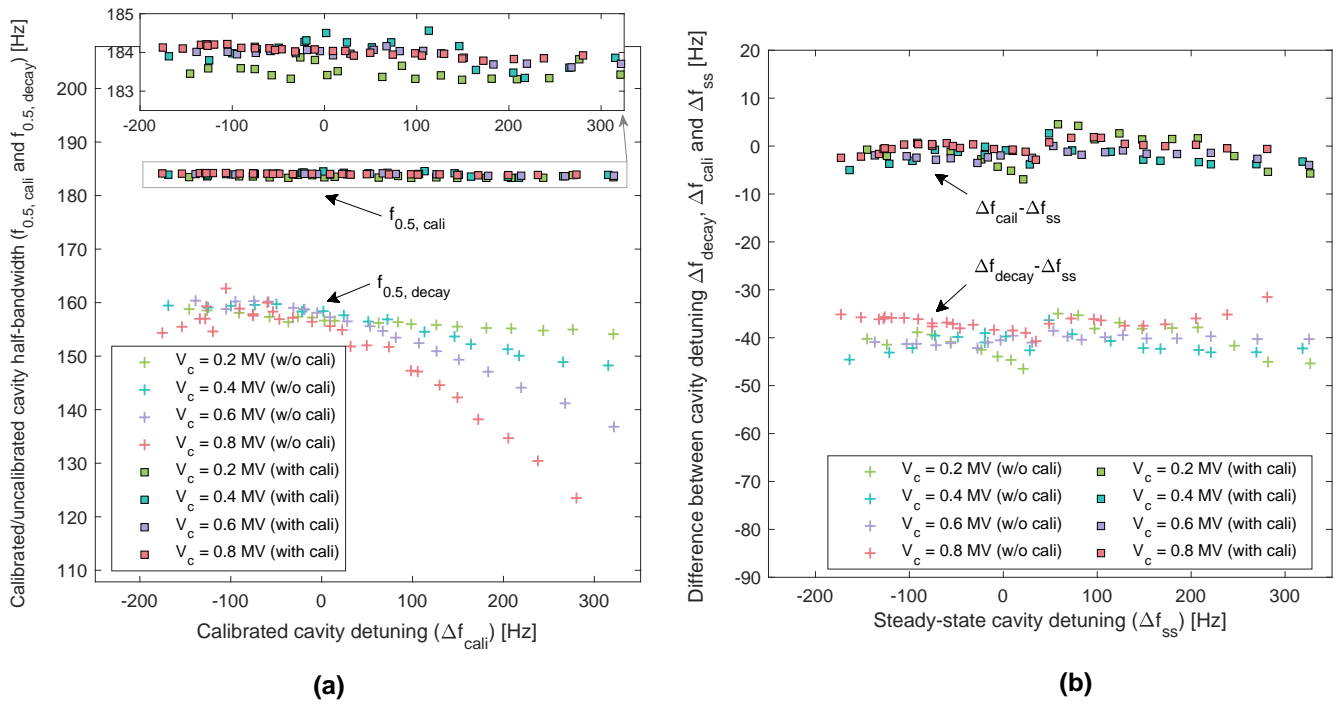 Calibrated/uncalibrated cavity half-bandwidth (f0.5, cali and f0.5, decay) [Hz]
185
184
183
-200 -100 0 100 200 300
200
190
180
170
160
150
140
130
120
110
f0.5, cali
f0.5, decay
Vc = 0.2 MV (w/o cali)
Vc = 0.4 MV (w/o cali)
Vc = 0.6 MV (w/o cali)
Vc = 0.8 MV (w/o cali)
Vc = 0.2 MV (with cali)
Vc = 0.4 MV (with cali)
Vc = 0.6 MV (with cali)
Vc = 0.8 MV (with cali)
-200 -100 0 100 200 300
Calibrated cavity detuning (Δfcali) [Hz]
(a)
Difference between cavity detuning Δfdecay, Δfcali and Δfss [Hz]
20
10
0
-10
-20
-30
-40
-50
-60
-70
-80
-90
Δfcail-Δfss
Δfdecay-Δfss
Vc = 0.2 MV (w/o cali) Vc = 0.2 MV (with cali)
Vc = 0.4 MV (w/o cali) Vc = 0.4 MV (with cali)
Vc = 0.6 MV (w/o cali) Vc = 0.6 MV (with cali)
Vc = 0.8 MV (w/o cali) Vc = 0.8 MV (with cali)
-200 -100 0 100 200 300
Steady-state cavity detuning (Δfss) [Hz]
(b)